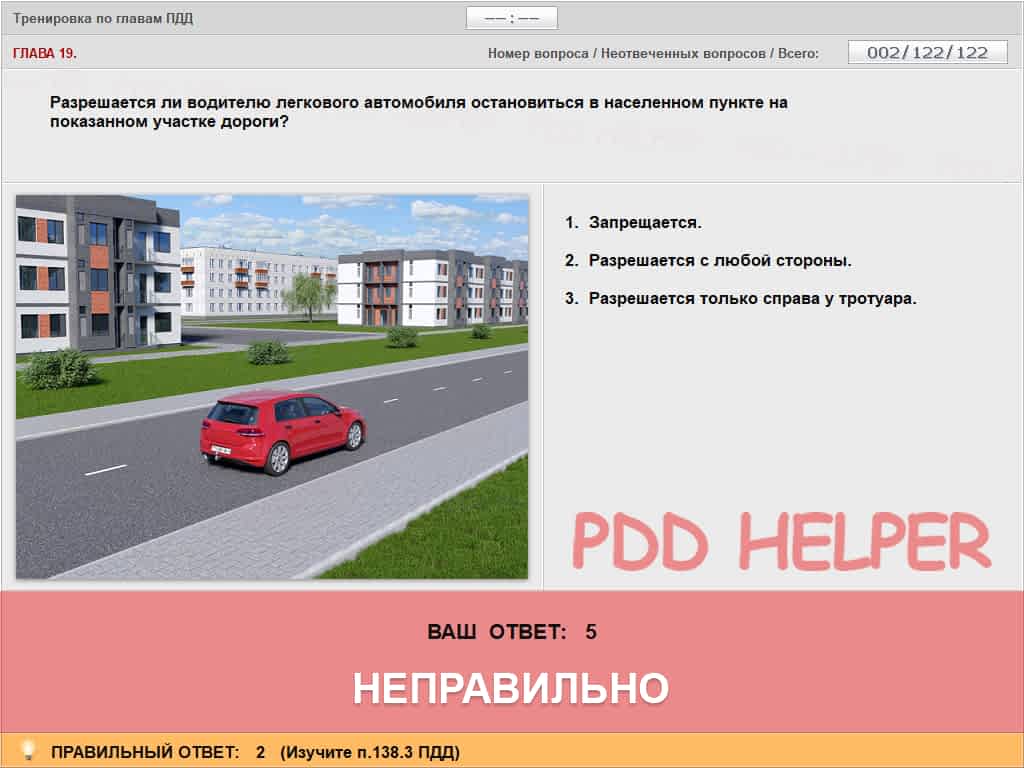 Тренировка по главам ПДД
–– : ––
ГЛАВА 19.
Номер вопроса / Неотвеченных вопросов / Всего: 002/122/122
Разрешается ли водителю легкового автомобиля остановиться в населенном пункте на
показанном участке дороги?
1. Запрещается.
2. Разрешается с любой стороны.
3. Разрешается только справа у тротуара.
PDD HELPER
ВАШ ОТВЕТ: 5
НЕПРАВИЛЬНО
ПРАВИЛЬНЫЙ ОТВЕТ: 2 (Изучите п.138.3 ПДД)